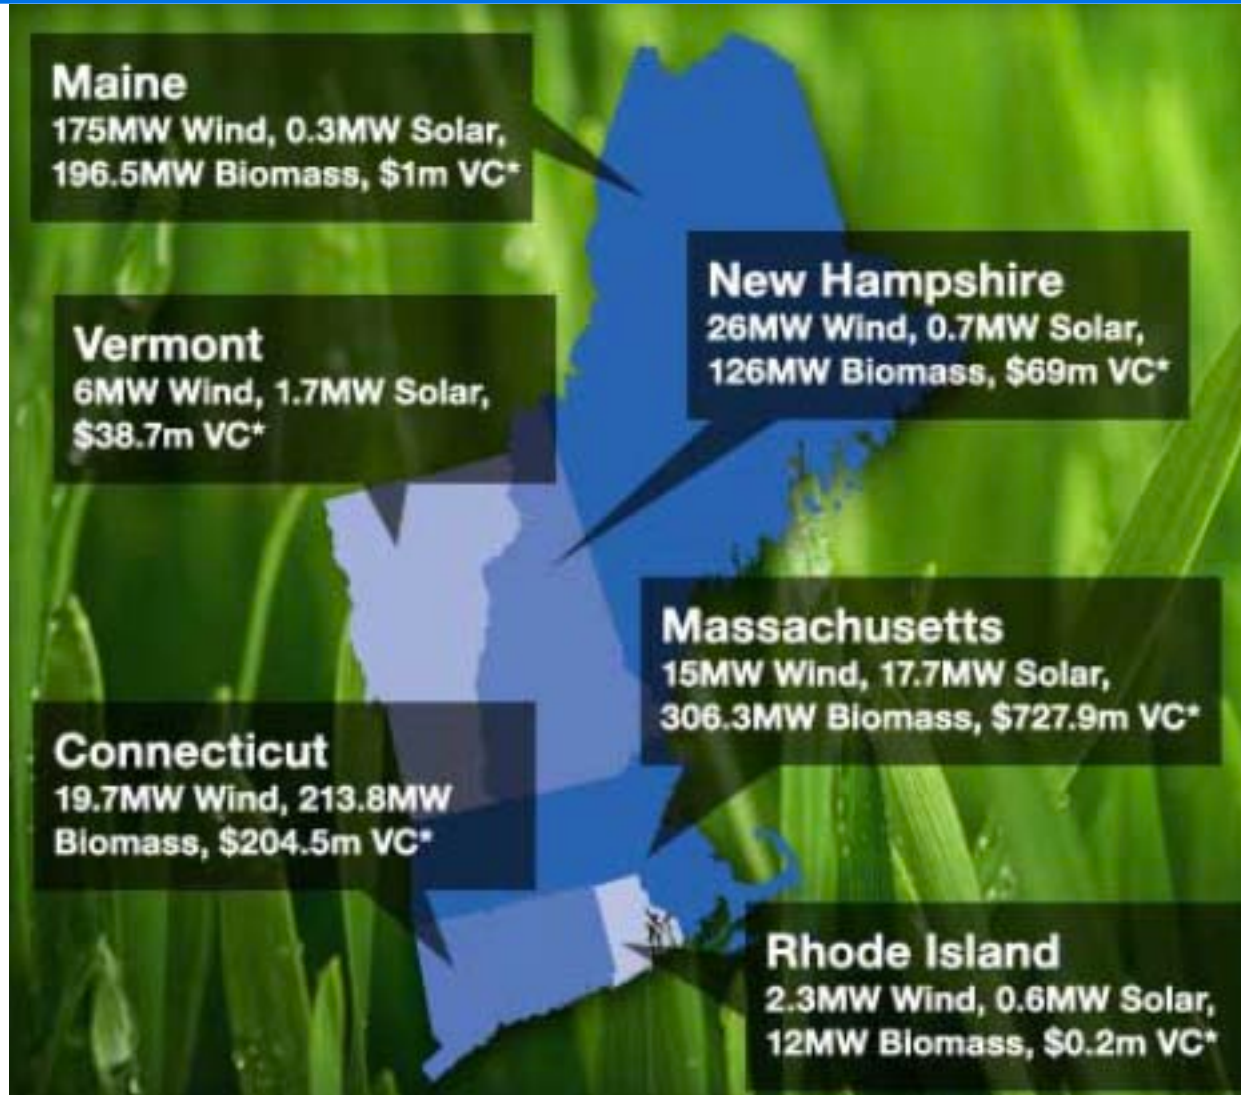 Maine
175MW Wind, 0.3MW Solar,
196.5MW Biomass, $1m VC*
New Hampshire
26MW Wind, 0.7MW Solar,
126MW Biomass, $69m VC*
Vermont
6MW Wind, 1.7MW Solar,
$38.7m VC*
Massachusetts
15MW Wind, 17.7MW Solar,
306.3MW Biomass, $727.9m VC*
Connecticut
19.7MW Wind, 213.8MW
Biomass, $204.5m VC*
Rhode Island
2.3MW Wind, 0.6MW Solar,
12MW Biomass, $0.2m VC*